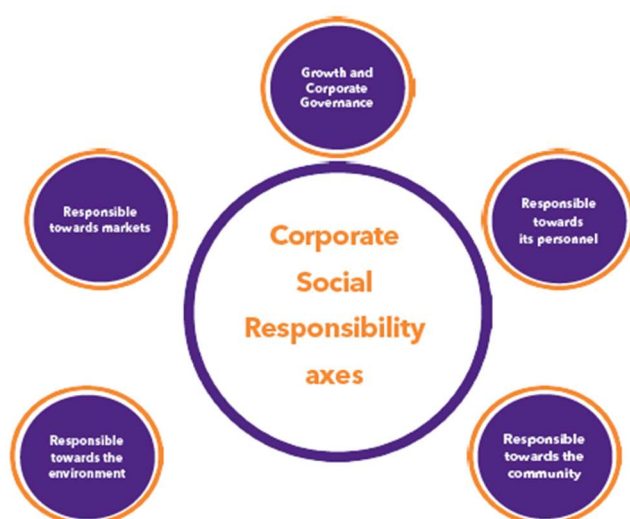 Growth and
Corporate
Governance
Responsible
towards markets
Responsible
towards
its personnel
Corporate
Social
Responsibility
axes
Responsible
towards the
environment
Responsible
towards the
community